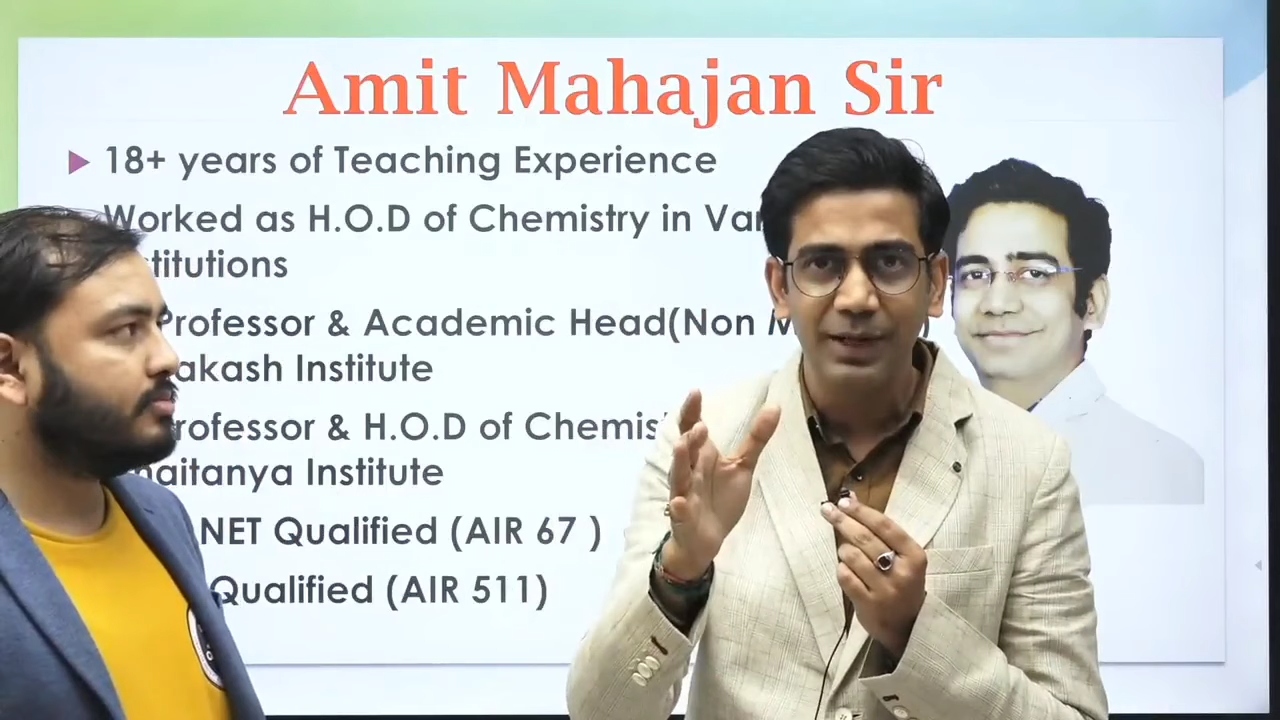 Amit Mahajan Sir
18+ years of Teaching Experience
Worked as H.O.D of Chemistry in
Professor & Academic Head(Non
Institute
Professor & H.O.D of
Institute
NET Qualified (AIR 67 )
Qualified (AIR 511)